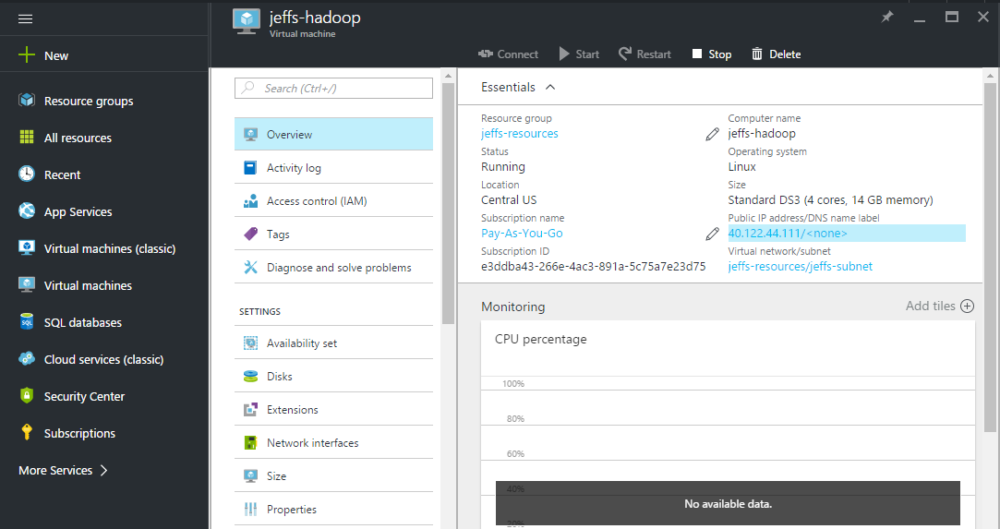 jeffs-hadoop
Virtual machine
Connect Start Restart Stop Delete
New
Resource groups
All resources
Recent
App Services
Virtual machines (classic)
Virtual machines
SQL
SQL databases
Cloud services (classic)
Security Center
Subscriptions
More Services
Search (Ctrl+/)
Overview
Activity log
Access control (IAM)
Tags
Diagnose and solve problems
SETTINGS
Availability set
Disks
Extensions
Network interfaces
Size
Properties
Essentials
Resource group
jeffs-resources
Status
Running
Location
Central US
Subscription name
Pay-As-You-Go
Subscription ID
e3ddba43-266e-4ac3-891a-5c75a7e23d75
Computer name
jeffs-hadoop
Operating system
Linux
Size
Standard DS3 (4 cores, 14 GB memory)
Public IP address/DNS name label
40.122.44.111/<none>
Virtual network/subnet
jeffs-resources/jeffs-subnet
Monitoring
Add tiles
CPU percentage
100%
80%
60%
40%
No available data.
20%